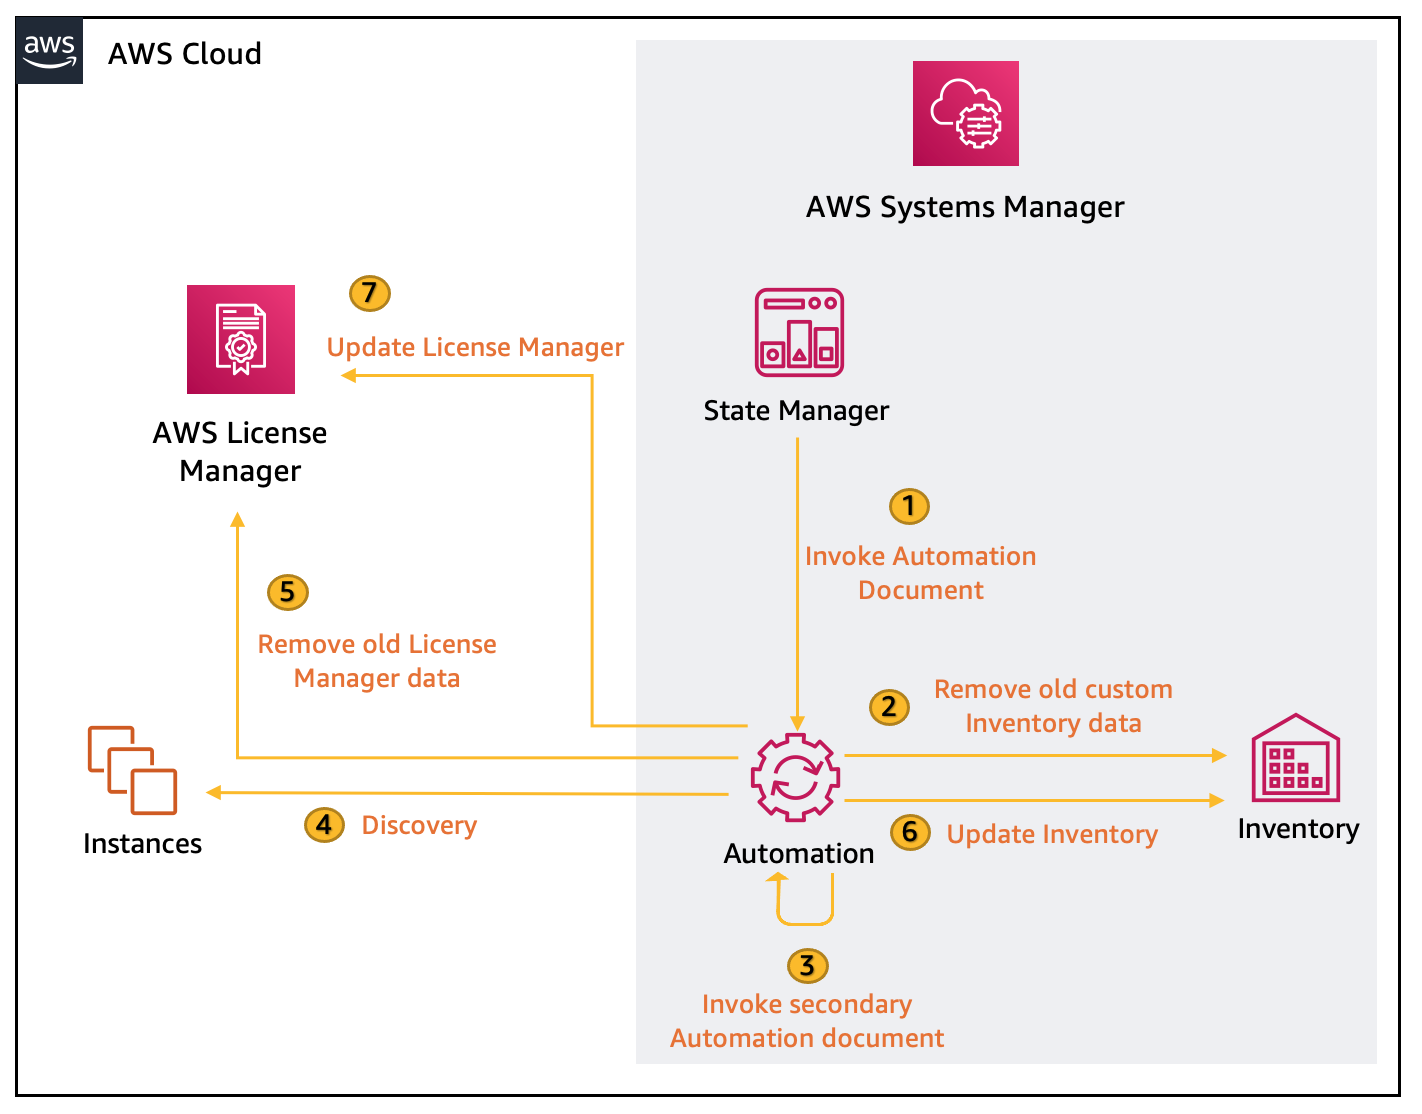 aws
AWS Cloud
AWS Systems Manager
7
Update License Manager
AWS License
Manager
State Manager
1
Invoke Automation
Document
5
Remove old License
Manager data
2
Remove old custom
Inventory data
Instances
4
Discovery
Automation
6
Update Inventory
Inventory
3
Invoke secondary
Automation document